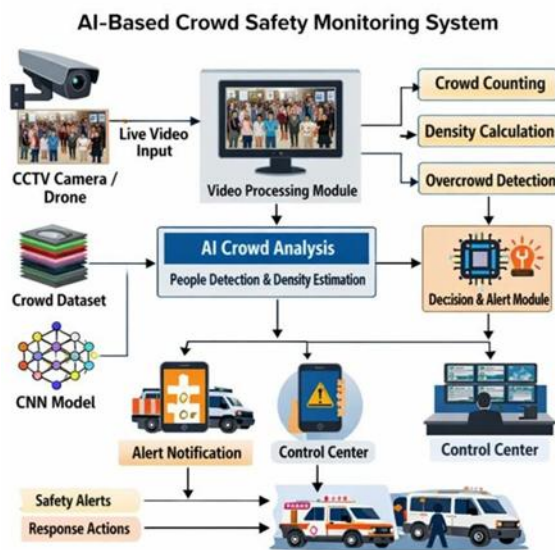 AI-Based Crowd Safety Monitoring System
CCTV Camera /
Drone
Live Video
Input
Video Processing Module
Crowd Counting
Density Calculation
Overcrowd Detection
Crowd Dataset
CNN Model
AI Crowd Analysis
People Detection & Density Estimation
Decision & Alert Module
Alert Notification
Control Center
Control Center
Safety Alerts
Response Actions